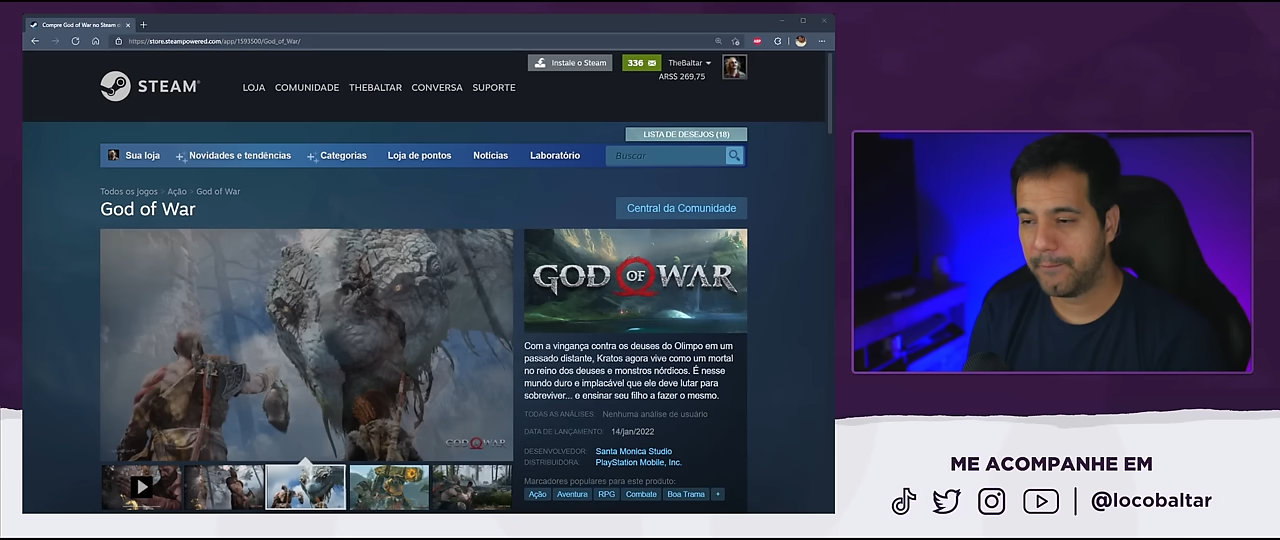 Compre God of War no Steam
https://store.steampowered.com/app/1593500/God_of_War/
Instale o Steam
336
TheBaltar
ARS$ 269,75
STEAM
LOJA COMUNIDADE THEBALTAR CONVERSA SUPORTE
LISTA DE DESEJOS (18)
Sua loja Novidades e tendências Categorias Loja de pontos Notícias Laboratório Buscar
Todos os jogos > Ação > God of War
God of War
Central da Comunidade
GOD OF WAR
Com a vingança contra os deuses do Olimpo em um
passado distante, Kratos agora vive como um mortal
no reino dos deuses e monstros nórdicos. É nesse
mundo duro e implacável que ele deve lutar para
sobreviver... e ensinar seu filho a fazer o mesmo.
TODAS AS ANÁLISES: Nenhuma análise de usuário
DATA DE LANÇAMENTO: 14/jan/2022
DESENVOLVEDOR: Santa Monica Studio
DISTRIBUIDORA: PlayStation Mobile, Inc.
Marcadores populares para este produto:
Ação Aventura RPG Combate Boa Trama +
GOD OF WAR
ME ACOMPANHE EM
@locobaltar